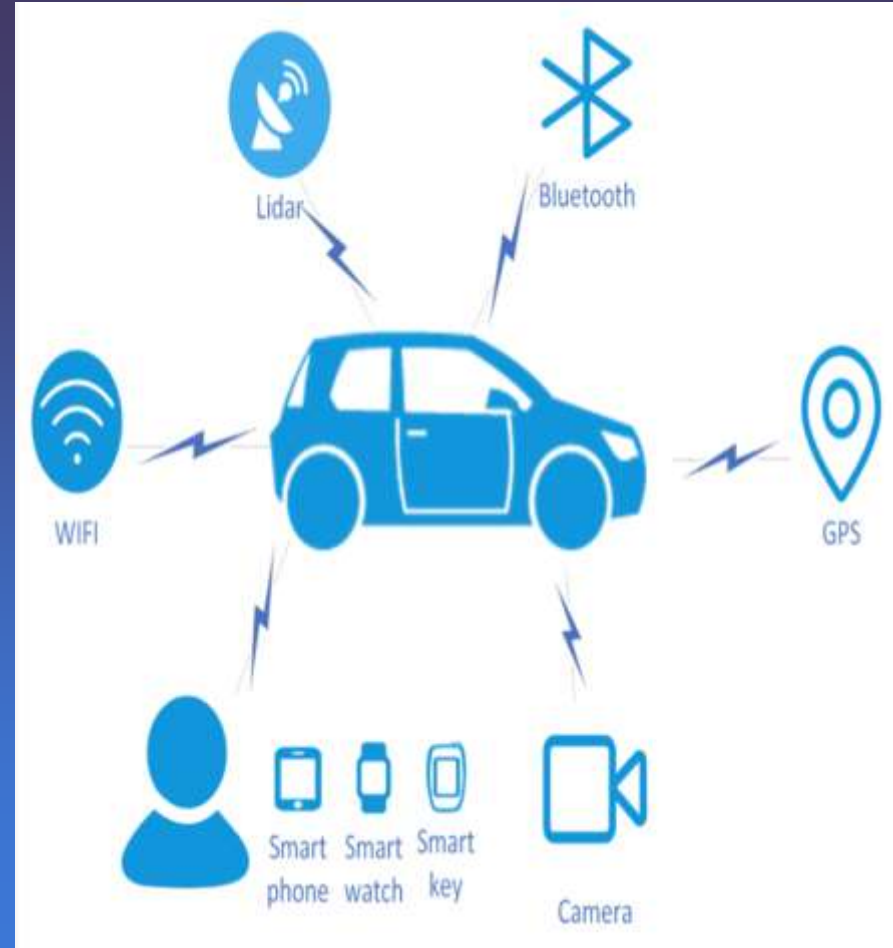 Lidar
Bluetooth
WIFI
GPS
Smart
phone
Smart
watch
Smart
key
Camera